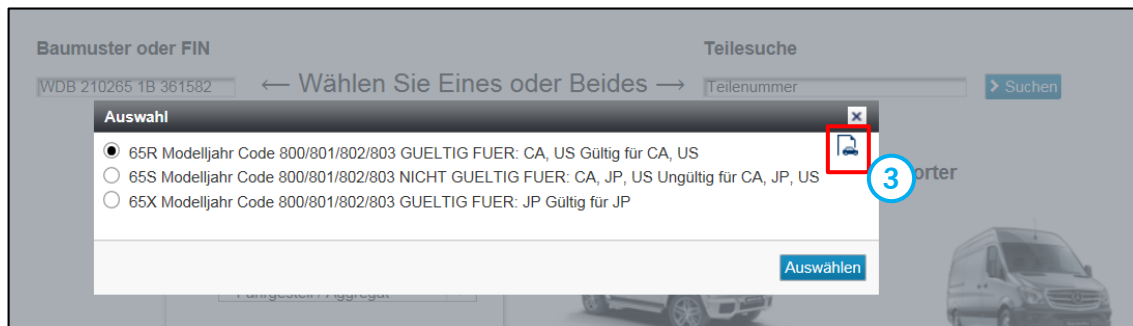 Baumuster oder FIN
Teilesuche
WDB 210265 1B 361582
← Wählen Sie Eines oder Beides →
Teilenummer
Suchen
Auswahl
65R Modelljahr Code 800/801/802/803 GUELTIG FUER: CA, US Gültig für CA, US
65S Modelljahr Code 800/801/802/803 NICHT GUELTIG FUER: CA, JP, US Ungültig für CA, JP, US
65X Modelljahr Code 800/801/802/803 GUELTIG FUER: JP Gültig für JP
3
orter
Auswählen
Fahrgestell / Aggregat